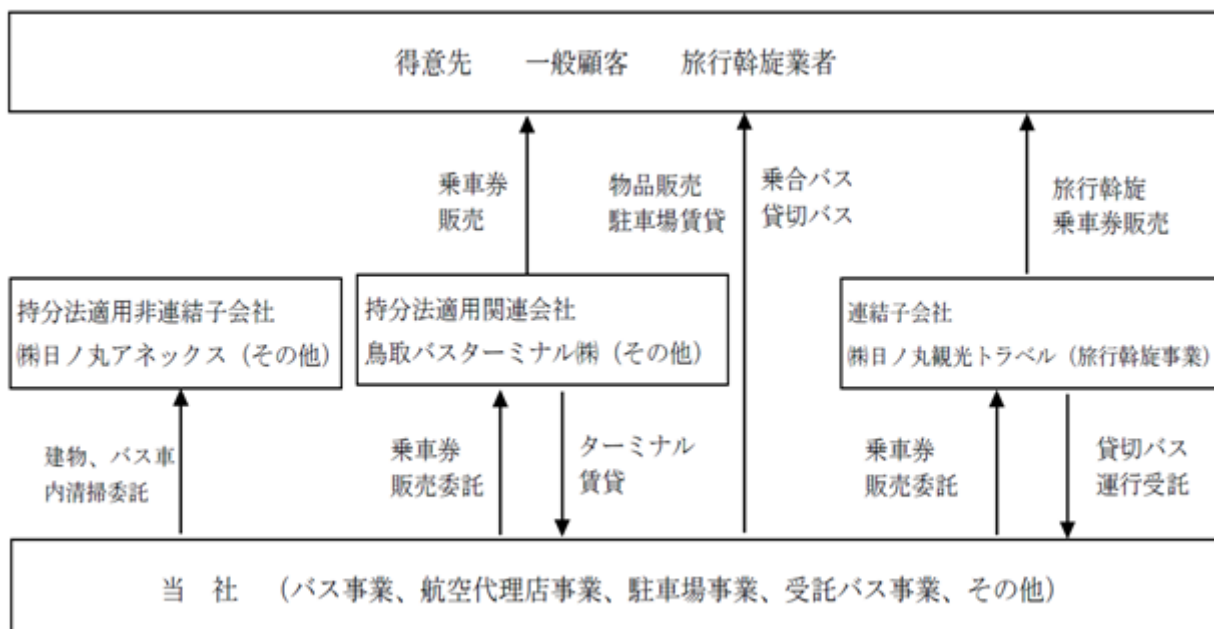 得意先　一般顧客　旅行斡旋業者
乗車券
販売
物品販売
駐車場賃貸
乗合バス
貸切バス
旅行斡旋
乗車券販売
持分法適用非連結子会社
㈱日ノ丸アネックス（その他）
持分法適用関連会社
鳥取バスターミナル㈱（その他）
連結子会社
㈱日ノ丸観光トラベル（旅行斡旋事業）
建物、バス車
内清掃委託
乗車券
販売委託
ターミナル
賃貸
乗車券
販売委託
貸切バス
運行受託
当　社　（バス事業、航空代理店事業、駐車場事業、受託バス事業、その他）